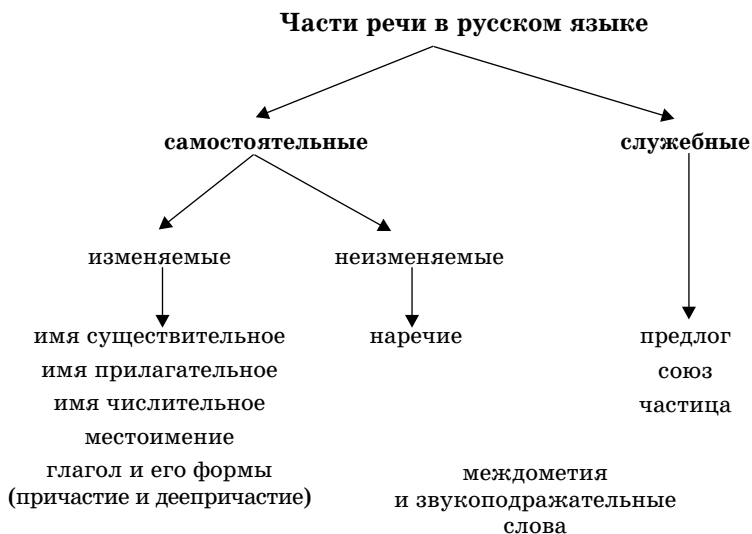 Части речи в русском языке
самостоятельные
служебные
изменяемые
неизменяемые
имя существительное
имя прилагательное
имя числительное
местоимение
глагол и его формы
(причастие и деепричастие)
наречие
предлог
союз
частица
междометия
и звукоподражательные
слова